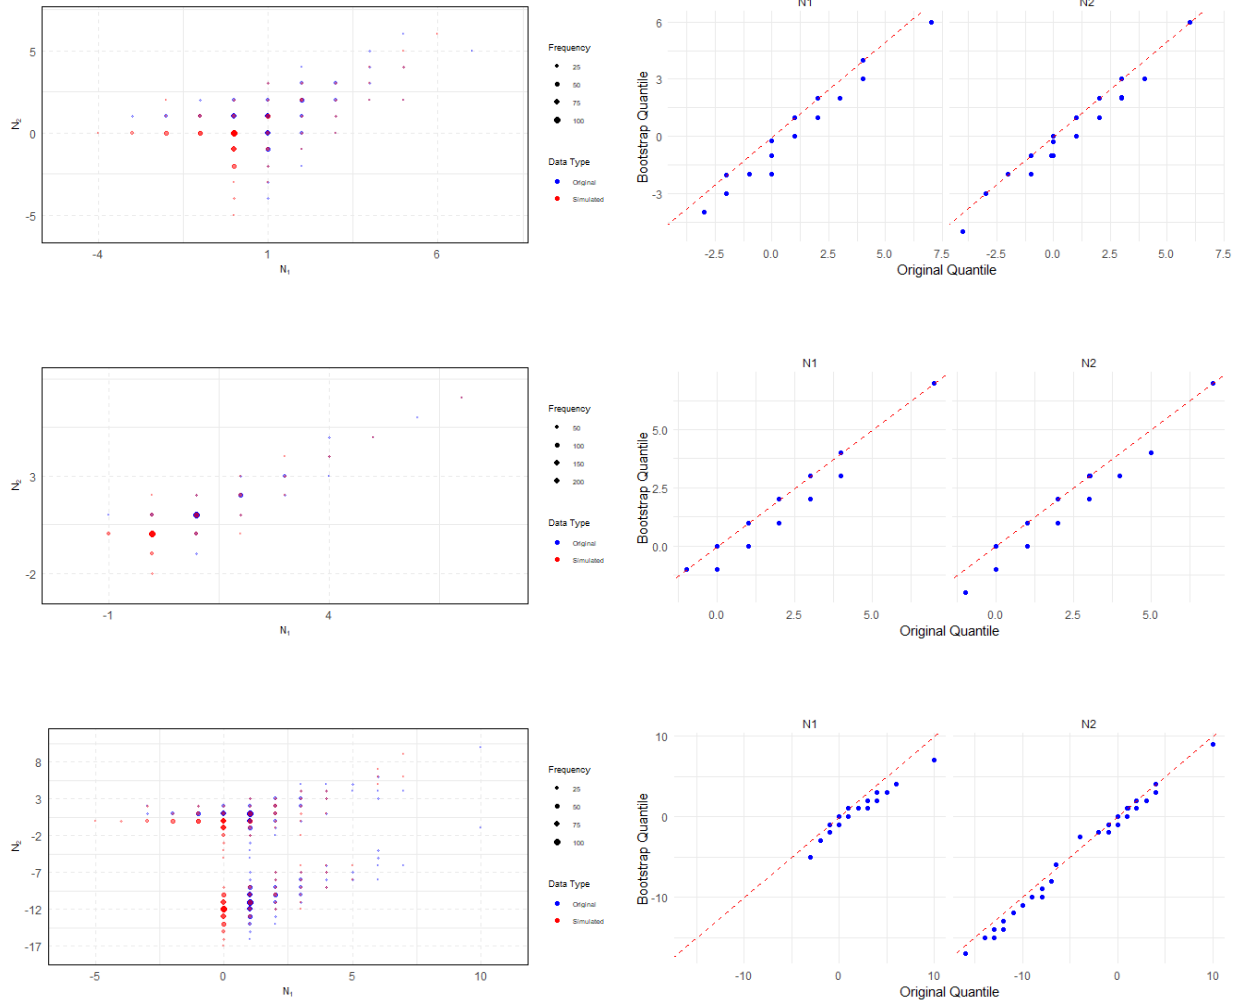 N1 N2
5
0
-5
N₂
-4 1 6
N₁
Frequency
25
50
75
100
Data Type
Original
Simulated
6
3
0
-3
Bootstrap Quantile
-2.5 0.0 2.5 5.0 7.5 -2.5 0.0 2.5 5.0 7.5
Original Quantile
3
-2
N₂
-1 4
N₁
Frequency
50
100
150
200
Data Type
Original
Simulated
N1 N2
5.0
2.5
0.0
Bootstrap Quantile
0.0 2.5 5.0 0.0 2.5 5.0
Original Quantile
8
3
-2
-7
-12
-17
N₂
-5 0 5 10
N₁
Frequency
25
50
75
100
Data Type
Original
Simulated
N1 N2
10
0
-10
Bootstrap Quantile
-10 0 10 -10 0 10
Original Quantile